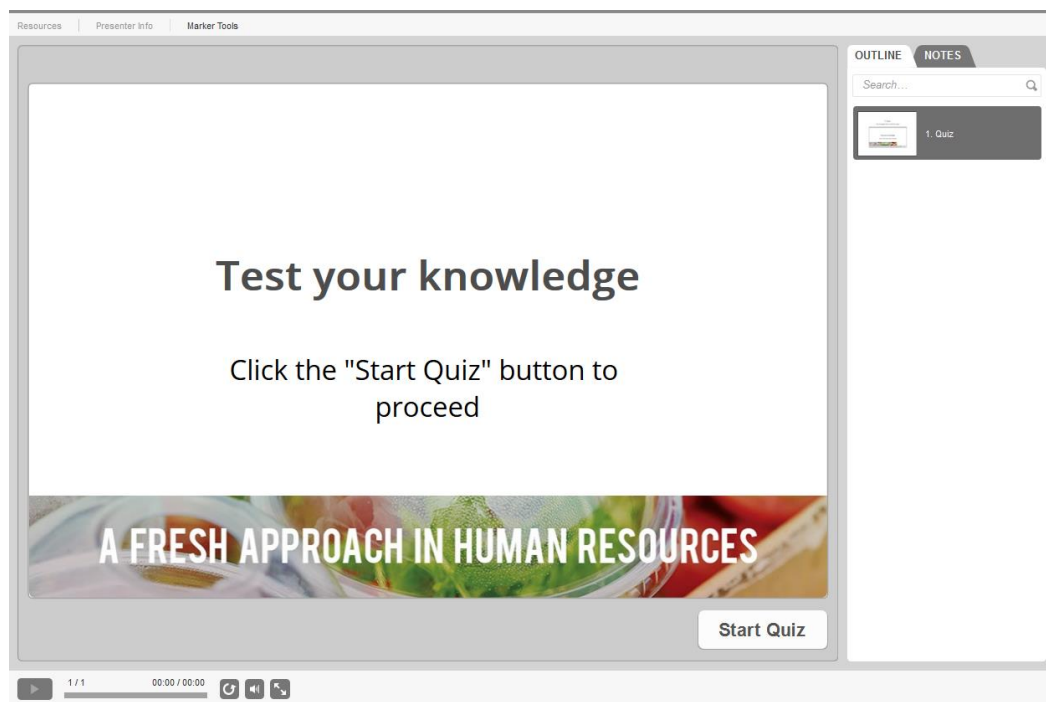 Resources
Presenter Info
Marker Tools
OUTLINE
NOTES
Search...
1. Quiz
Test your knowledge
Click the "Start Quiz" button to
proceed
A FRESH APPROACH IN HUMAN RESOURCES
Start Quiz
1 / 1
00:00 / 00:00